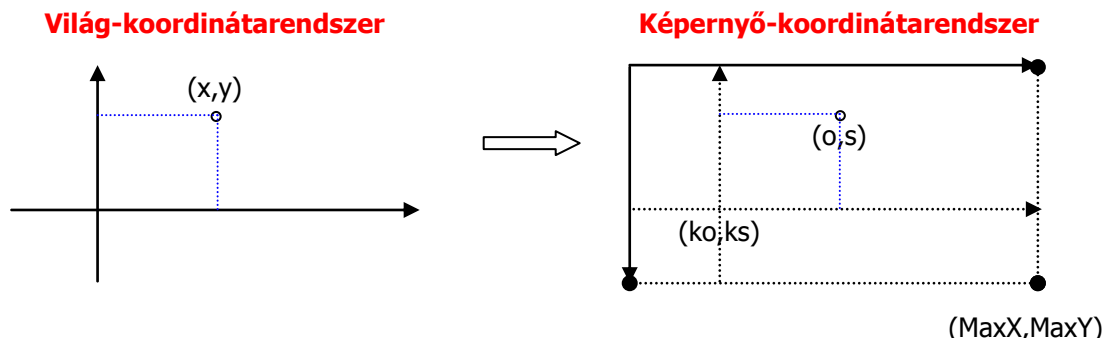 Világ-koordinátarendszer
Képernyő-koordinátarendszer
(x,y)
(o,s)
(ko,ks)
(MaxX,MaxY)